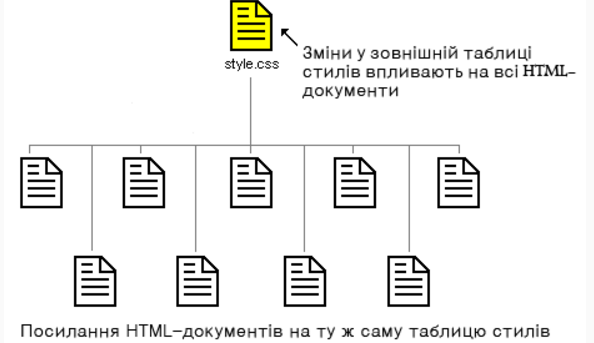 style.css
Зміни у зовнішній таблиці
стилів впливають на всі HTML-
документи
Посилання HTML-документів на ту ж саму таблицю стилів